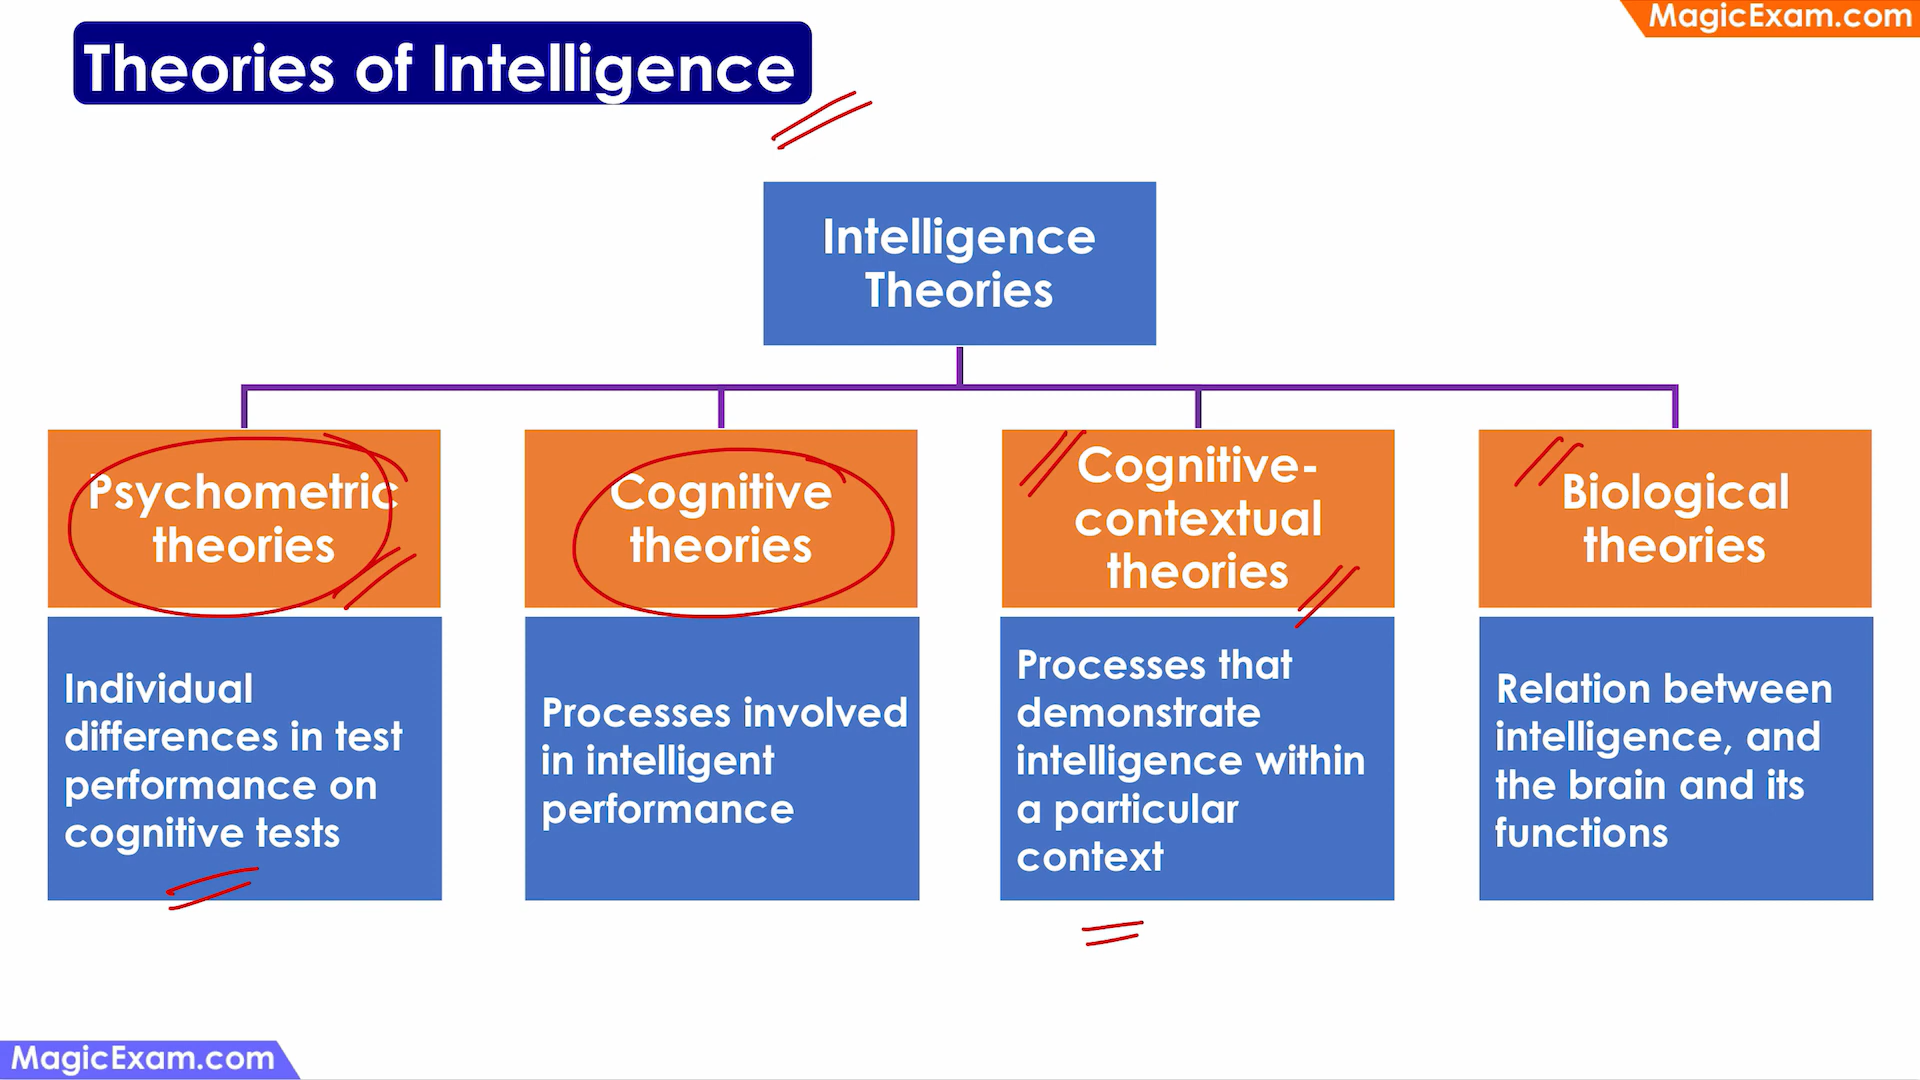 MagicExam.com
Theories of Intelligence
Intelligence
Theories
Psychometric
theories
Individual
differences in test
performance on
cognitive tests
Cognitive
theories
Processes involved
in intelligent
performance
Cognitive-
contextual
theories
Processes that
demonstrate
intelligence within
a particular
context
Biological
theories
Relation between
intelligence, and
the brain and its
functions
MagicExam.com